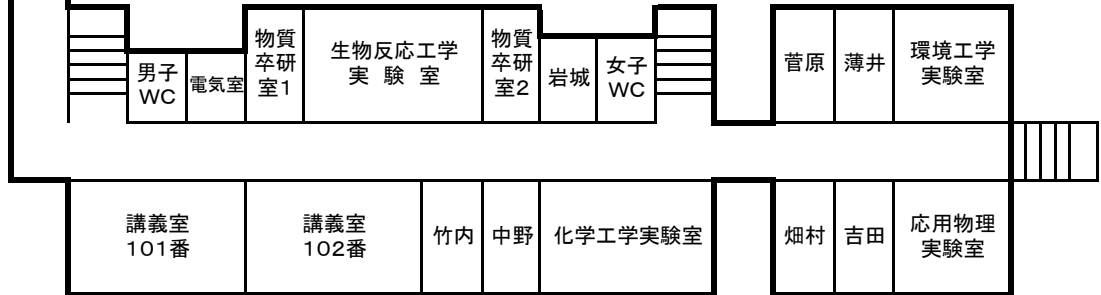 男子
WC
電気室
物質
卒研
室1
生物反応工学
実 験 室
物質
卒研
室2
岩城
女子
WC
菅原
薄井
環境工学
実験室
講義室
101番
講義室
102番
竹内
中野
化学工学実験室
畑村
吉田
応用物理
実験室